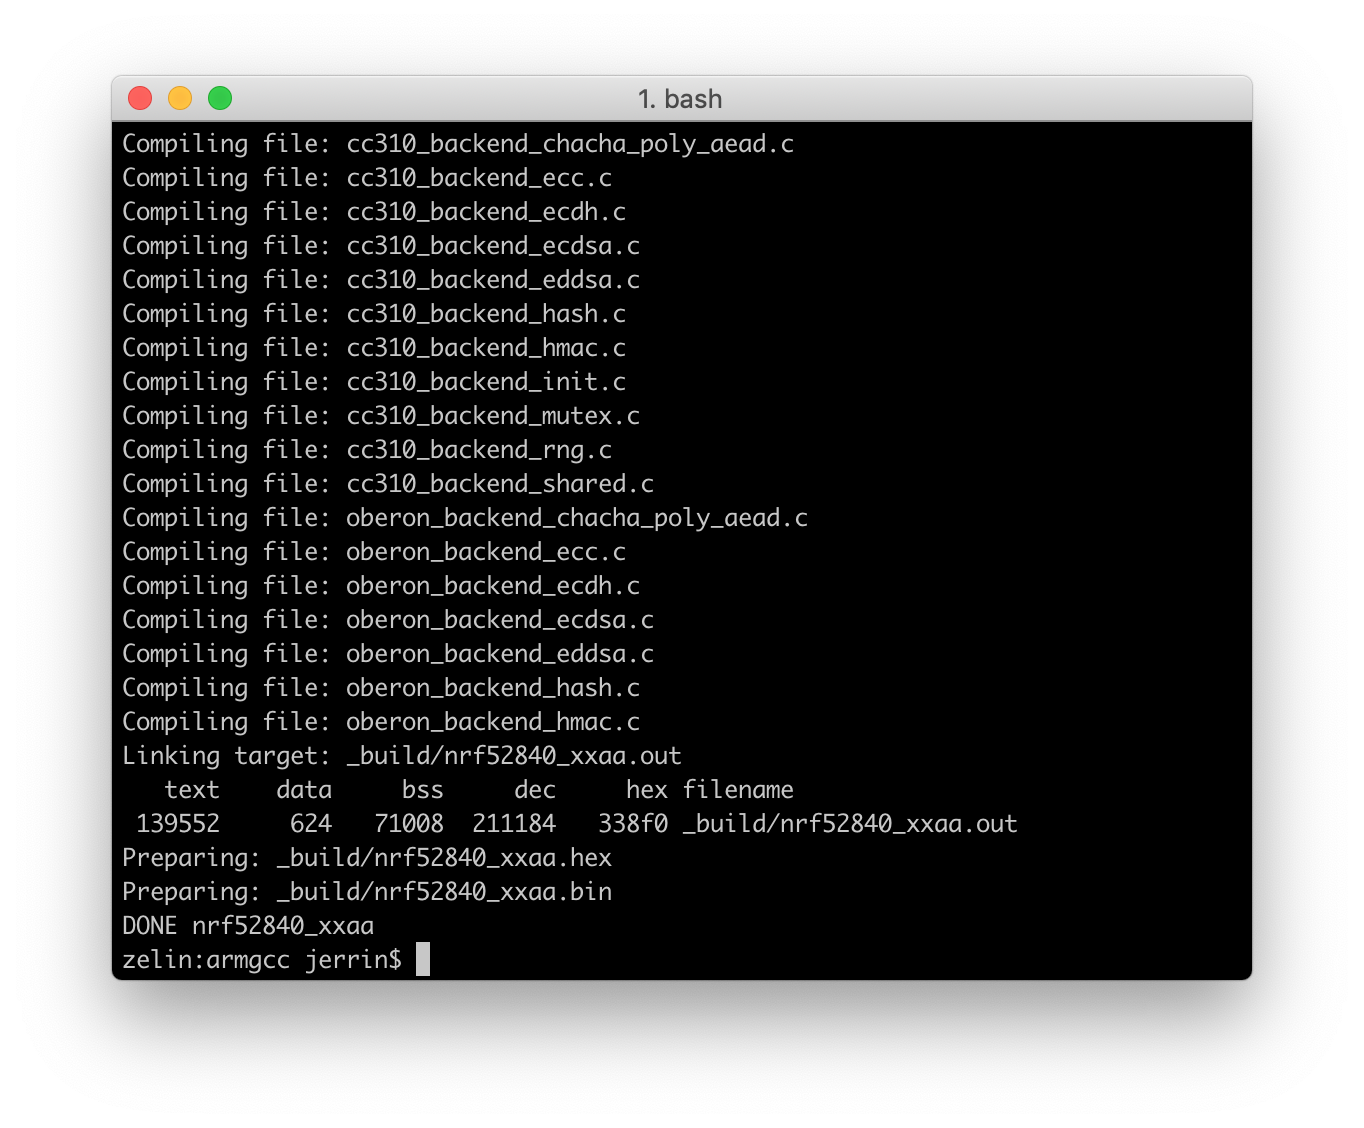 1. bash
Compiling file: cc310_backend_chacha_poly_aead.c
Compiling file: cc310_backend_ecc.c
Compiling file: cc310_backend_ecdh.c
Compiling file: cc310_backend_ecdsa.c
Compiling file: cc310_backend_eddsa.c
Compiling file: cc310_backend_hash.c
Compiling file: cc310_backend_hmac.c
Compiling file: cc310_backend_init.c
Compiling file: cc310_backend_mutex.c
Compiling file: cc310_backend_rng.c
Compiling file: cc310_backend_shared.c
Compiling file: oberon_backend_chacha_poly_aead.c
Compiling file: oberon_backend_ecc.c
Compiling file: oberon_backend_ecdh.c
Compiling file: oberon_backend_ecdsa.c
Compiling file: oberon_backend_eddsa.c
Compiling file: oberon_backend_hash.c
Compiling file: oberon_backend_hmac.c
Linking target: _build/nrf52840_xxaa.out
   text    data     bss     dec     hex filename
 139552     624   71008  211184   338f0 _build/nrf52840_xxaa.out
Preparing: _build/nrf52840_xxaa.hex
Preparing: _build/nrf52840_xxaa.bin
DONE nrf52840_xxaa
zelin:armgcc jerrin$